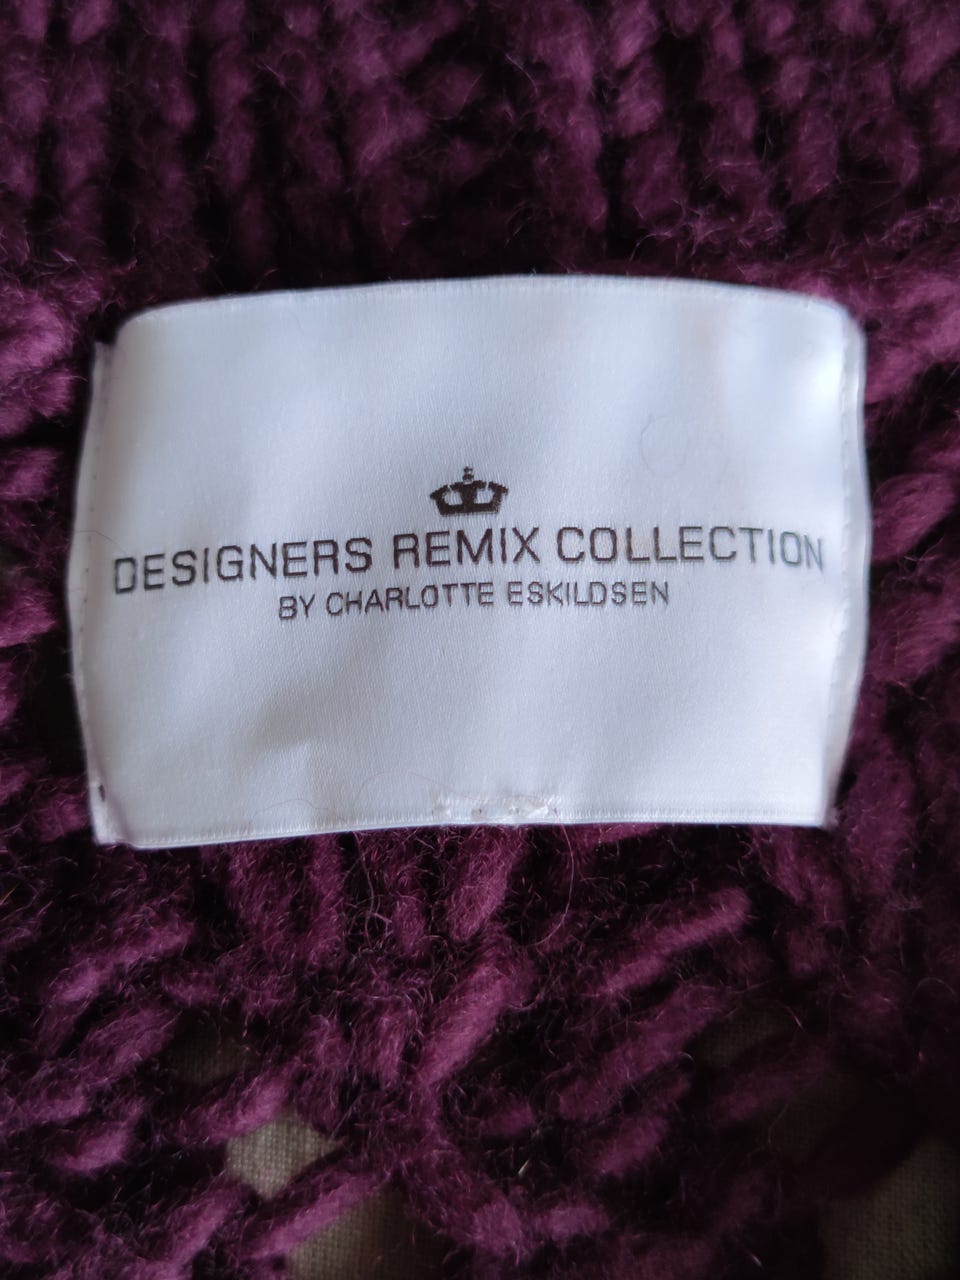 DESIGNERS REMIX COLLECTION
BY CHARLOTTE ESKILDSEN